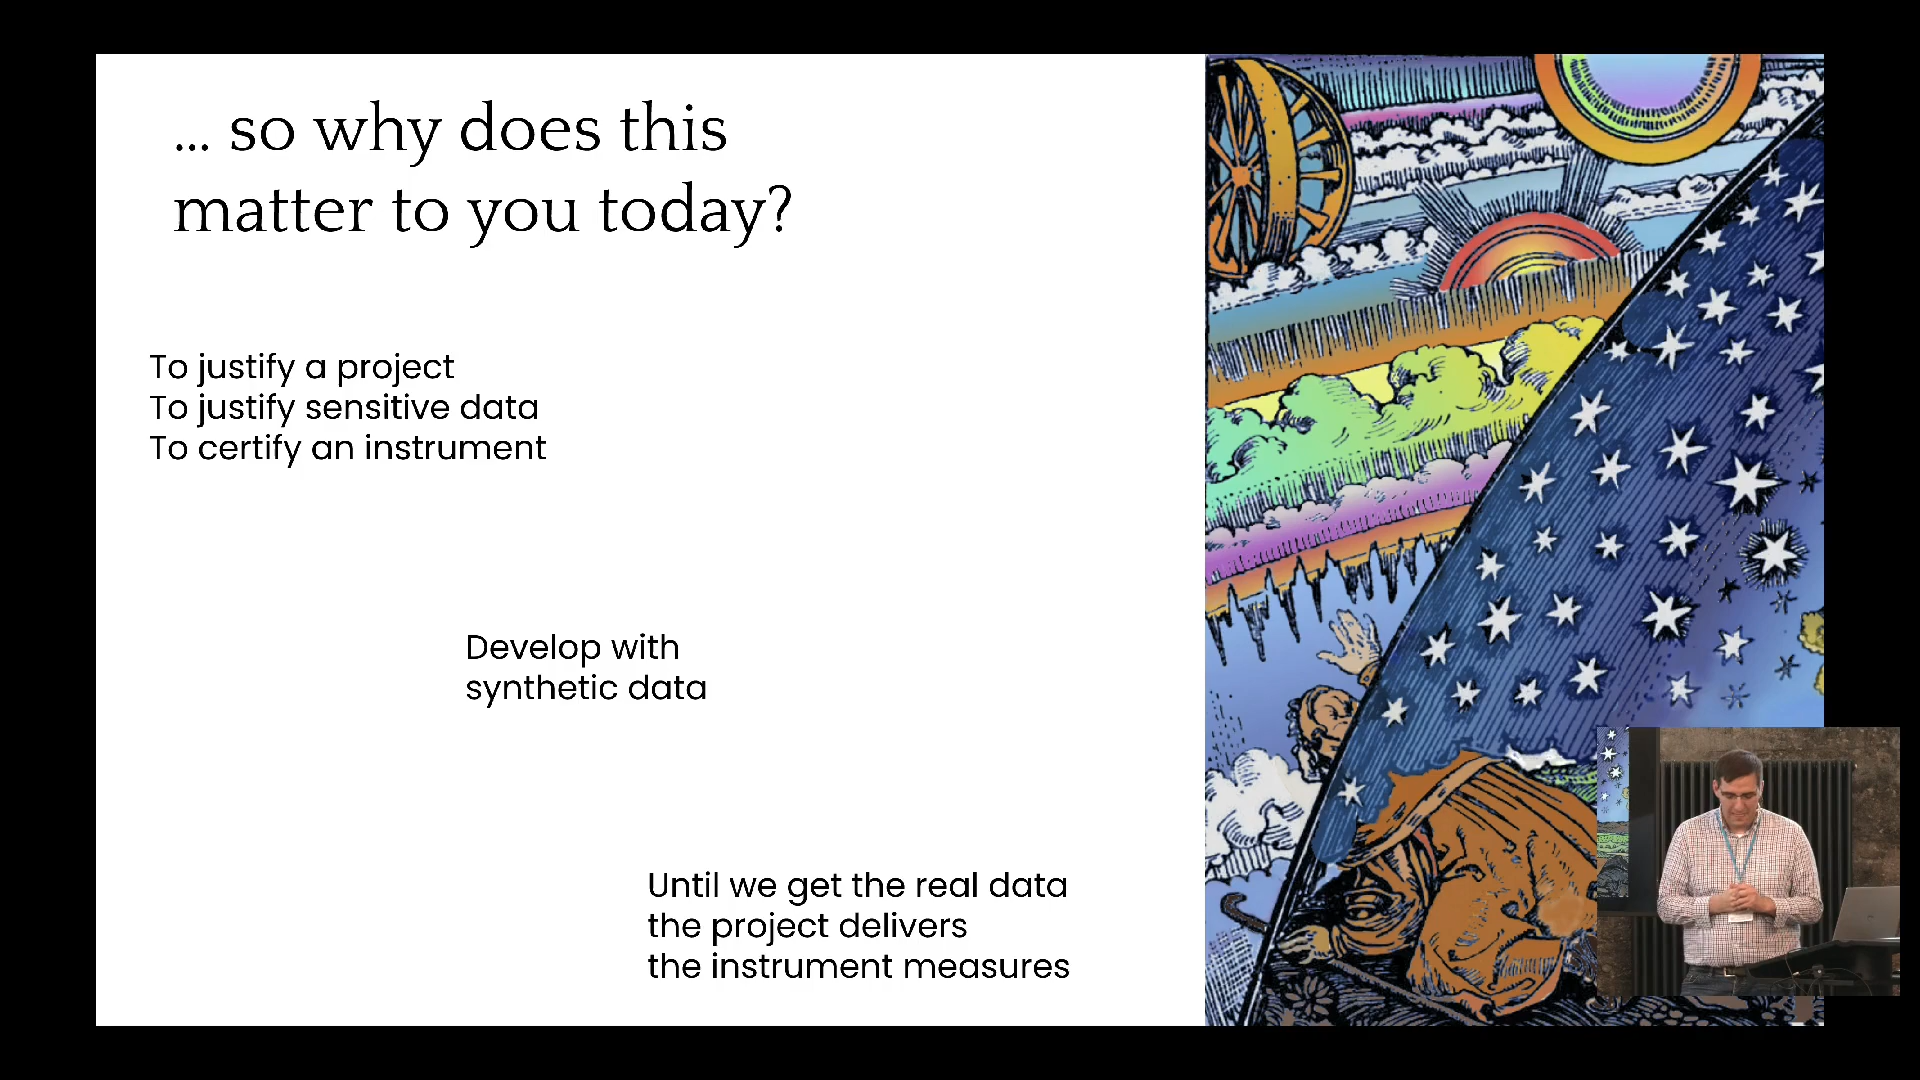 ... so why does this
matter to you today?
To justify a project
To justify sensitive data
To certify an instrument
Develop with
synthetic data
Until we get the real data
the project delivers
the instrument measures